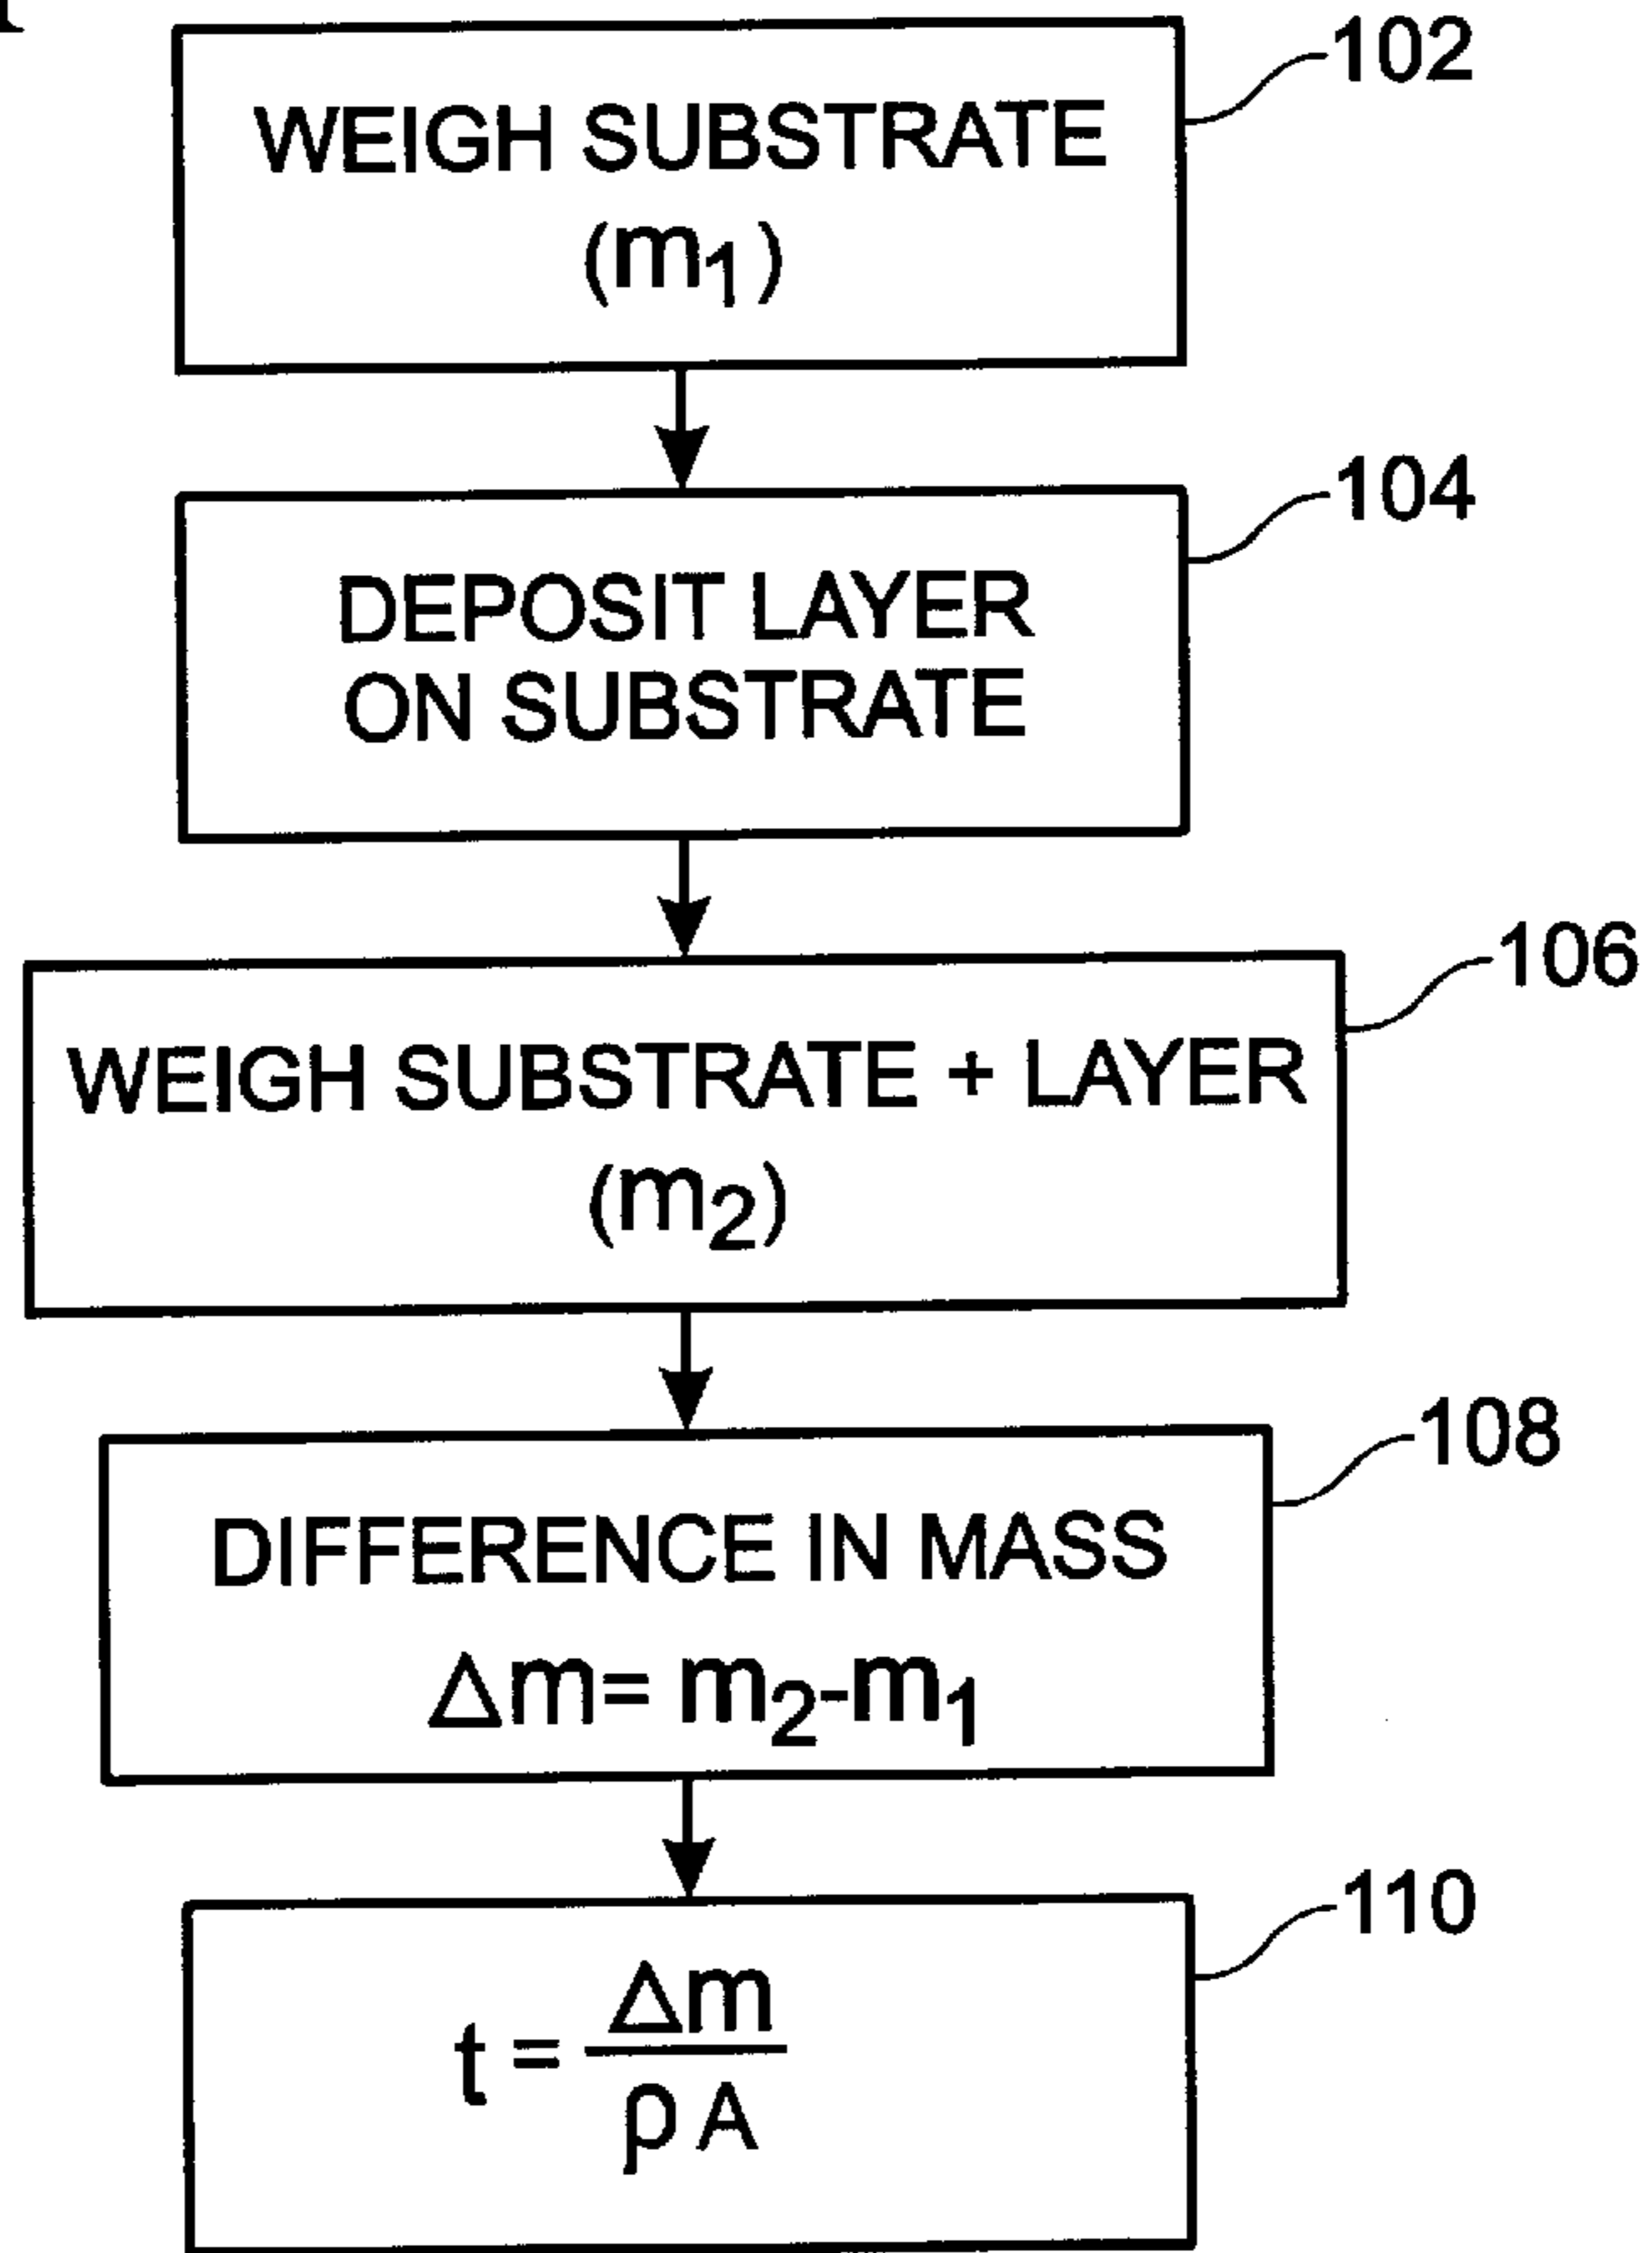 102
WEIGH SUBSTRATE
(m₁)
104
DEPOSIT LAYER
ON SUBSTRATE
106
WEIGH SUBSTRATE + LAYER
(m₂)
108
DIFFERENCE IN MASS
Δm= m₂-m₁
110
t = Δm
ρ A